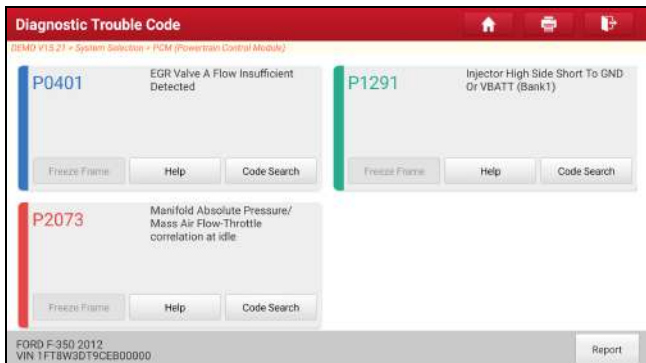 Diagnostic Trouble Code
DEMO V15.21 > System Selection > PCM (Powertrain Control Module)
P0401
EGR Valve A Flow Insufficient
Detected
Freeze Frame
Help
Code Search
P1291
Injector High Side Short To GND
Or VBATT (Bank1)
Freeze Frame
Help
Code Search
P2073
Manifold Absolute Pressure/
Mass Air Flow-Throttle
correlation at idle
Freeze Frame
Help
Code Search
FORD F-350 2012
VIN 1FT8W3DT9CEB00000
Report